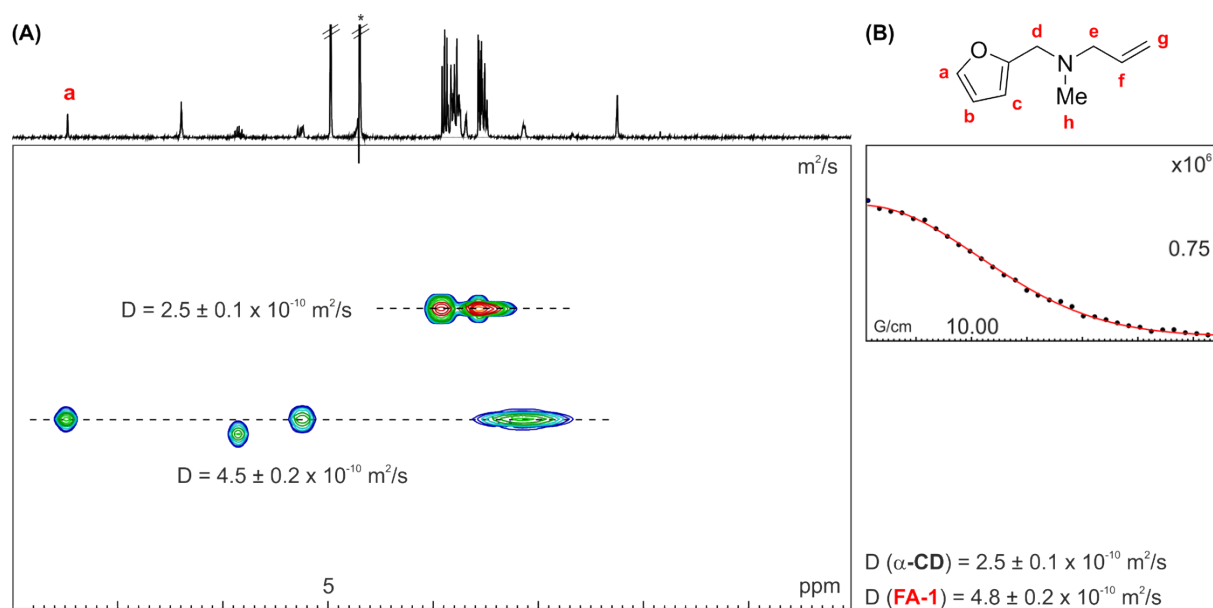 (A)
*
a
m²/s
D = 2.5 ± 0.1 x 10⁻¹⁰ m²/s
D = 4.5 ± 0.2 x 10⁻¹⁰ m²/s
5
ppm
(B)
d
e
g
O
N
a
f
Me
b
c
h
x10⁶
0.75
G/cm
10.00
D (α-CD) = 2.5 ± 0.1 x 10⁻¹⁰ m²/s
D (FA-1) = 4.8 ± 0.2 x 10⁻¹⁰ m²/s